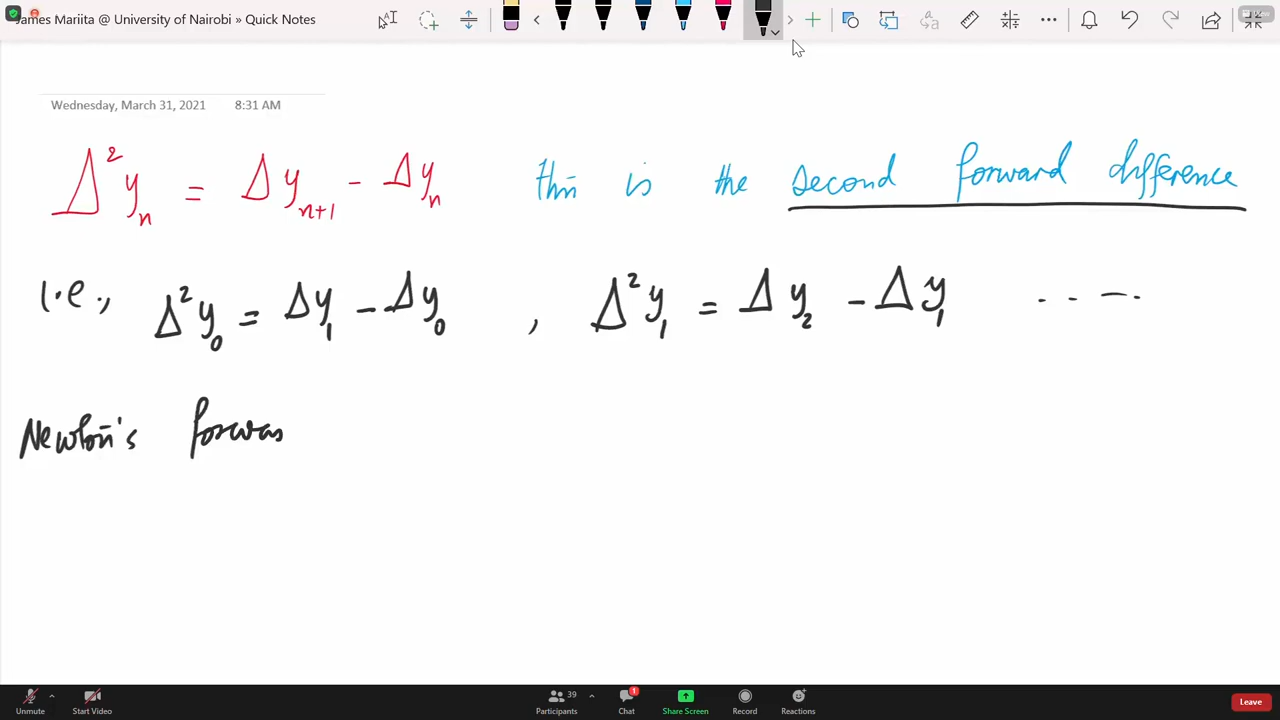 James Mariita @ University of Nairobi » Quick Notes
View
Wednesday, March 31, 2021 8:31 AM
Δ²yₙ = Δyₙ₊₁ - Δyₙ this is the second forward difference
i.e., Δ²y₀ = Δy₁ - Δy₀ , Δ²y₁ = Δy₂ - Δy₁ .....
Newton's forwa
Unmute Start Video Participants 39 Chat 1 Share Screen Record Reactions Leave